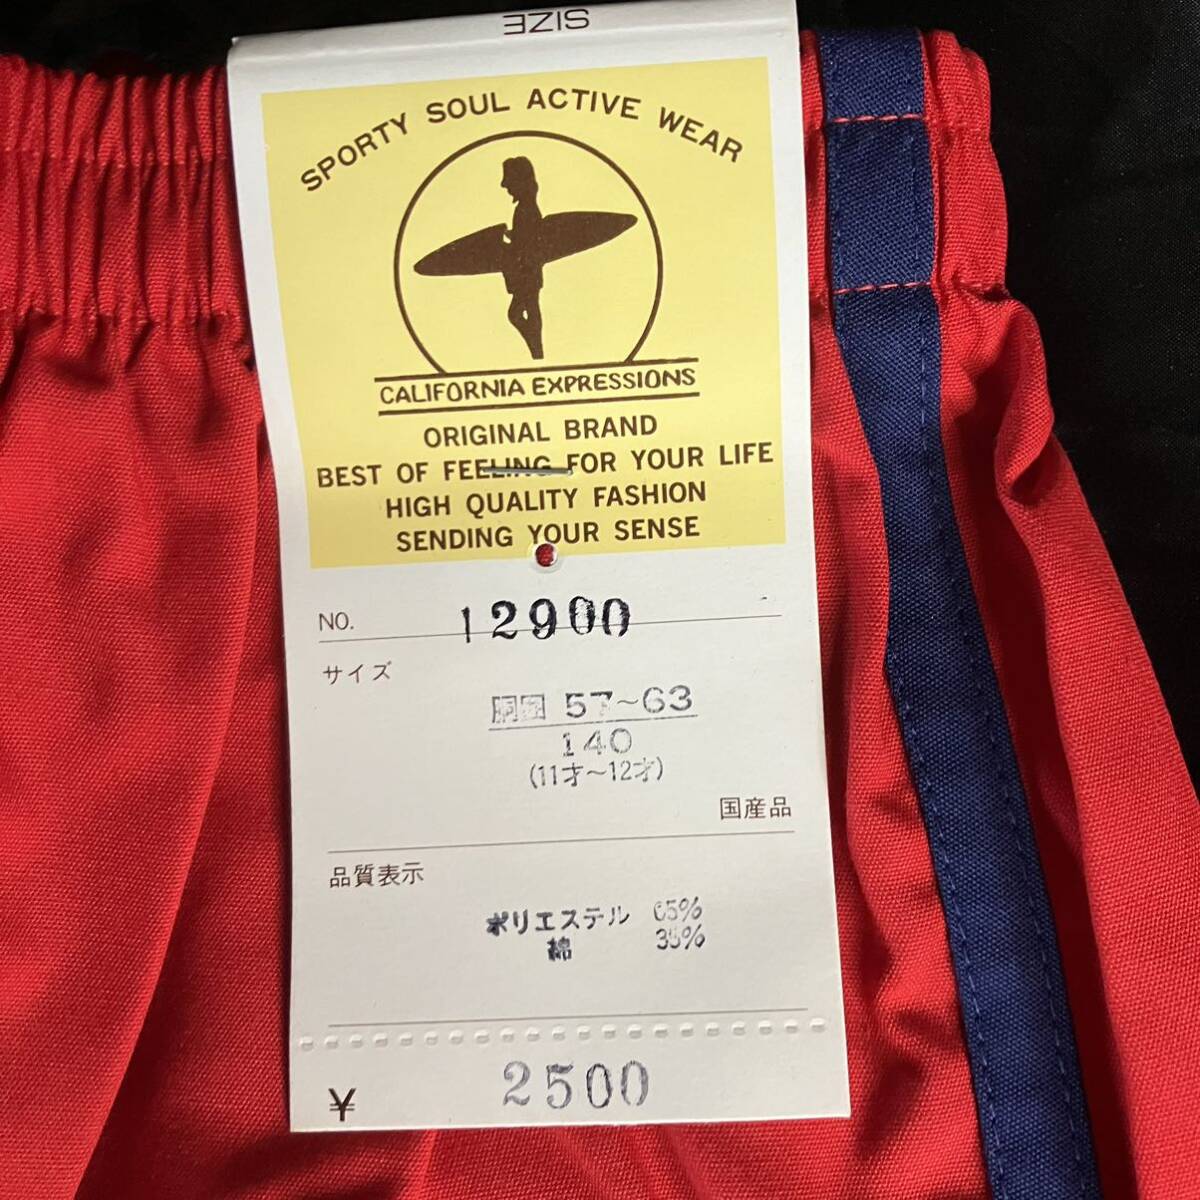 SIZE
SPORTY SOUL ACTIVE WEAR
CALIFORNIA EXPRESSIONS
ORIGINAL BRAND
BEST OF FEELING FOR YOUR LIFE
HIGH QUALITY FASHION
SENDING YOUR SENSE
NO. 12900
サイズ
胴囲 57~63
140
(11才~12才)
国産品
品質表示
ポリエステル 65%
綿 35%
¥ 2500